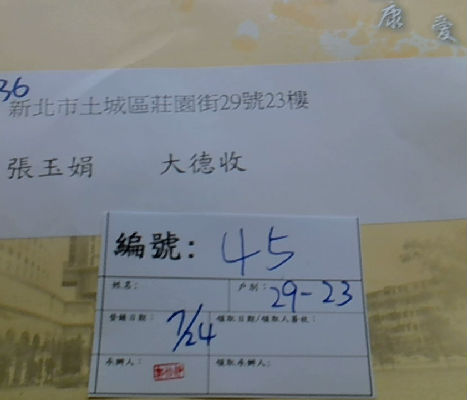 康 愛
36
新北市土城區莊園街29號23樓
張玉娟 大德收
編號: 45
姓名: 戶別: 29-23
登錄日期: 7/24 領取日期/領取人簽收:
承辦人: 領取承辦人: